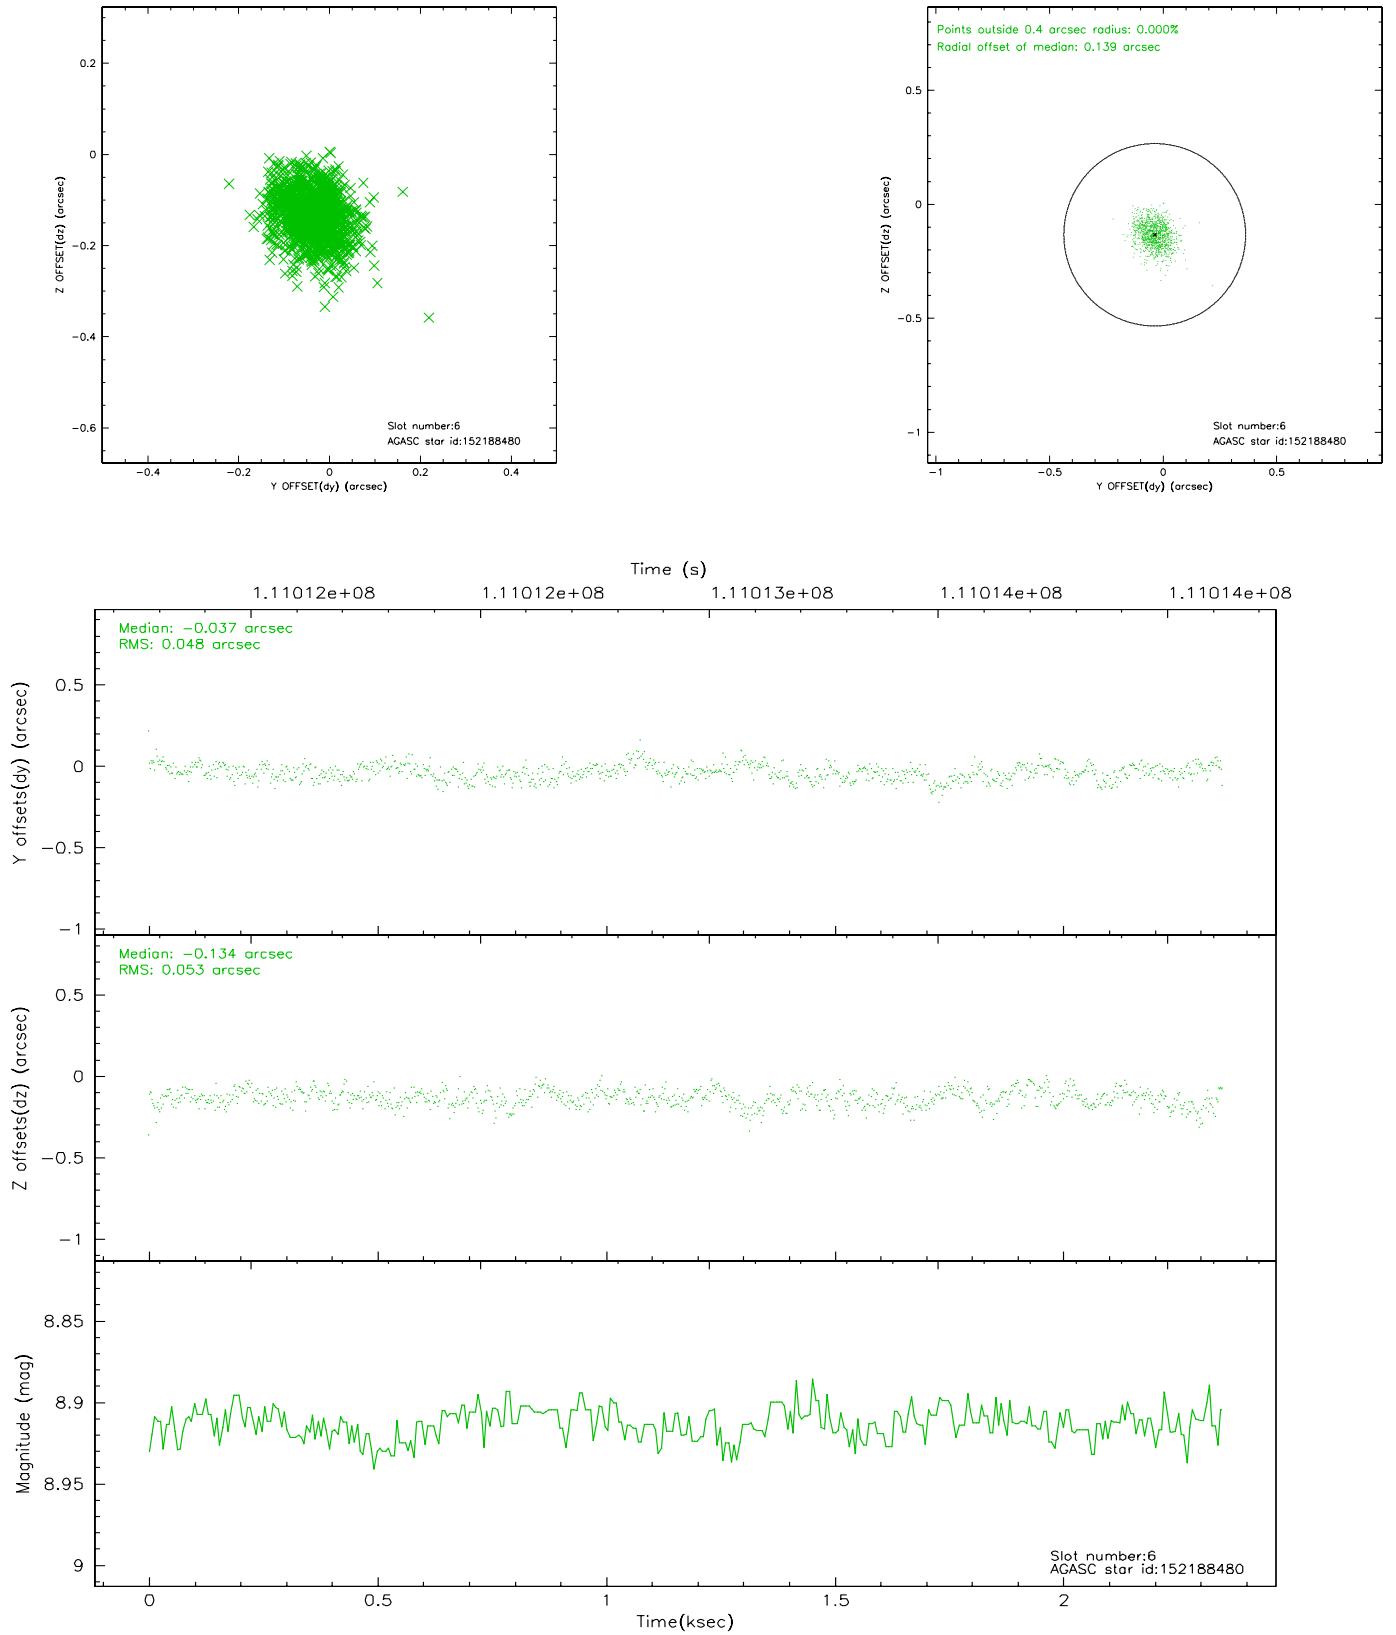 0.2
0
-0.2
-0.4
-0.6
Z OFFSET(dz) (arcsec)
Slot number:6
AGASC star id:152188480
-0.4 -0.2 0 0.2 0.4
Y OFFSET(dy) (arcsec)
Points outside 0.4 arcsec radius: 0.000%
Radial offset of median: 0.139 arcsec
0.5
0
-0.5
-1
Z OFFSET(dz) (arcsec)
Slot number:6
AGASC star id:152188480
-1 -0.5 0 0.5
Y OFFSET(dy) (arcsec)
Time (s)
1.11012e+08 1.11012e+08 1.11013e+08 1.11014e+08 1.11014e+08
Median: -0.037 arcsec
RMS: 0.048 arcsec
0.5
0
-0.5
-1
Y offsets(dy) (arcsec)
Median: -0.134 arcsec
RMS: 0.053 arcsec
0.5
0
-0.5
-1
Z offsets(dz) (arcsec)
8.85
8.9
8.95
9
Magnitude (mag)
Slot number:6
AGASC star id:152188480
0 0.5 1 1.5 2
Time(ksec)